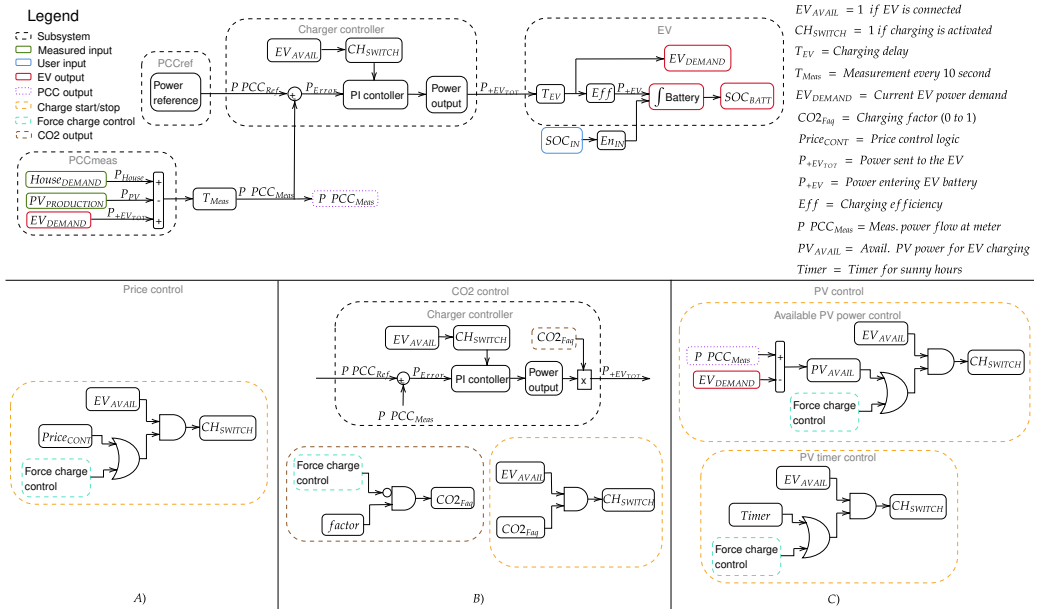 Legend
Subsystem
Measured input
User input
EV output
PCC output
Charge start/stop
Force charge control
CO2 output
PCCref
Power
reference
Charger controller
EV_AVAIL
CH_SWITCH
P PCC_Ref
+
P_Error
PI contoller
Power
output
P_+EV_TOT
EV
EV_DEMAND
T_EV
Eff
P_+EV
∫ Battery
SOC_BATT
SOC_IN
En_IN
PCCmeas
House_DEMAND
P_House
+
PV_PRODUCTION
P_PV
-
EV_DEMAND
P_+EV_TOT
+
T_Meas
P PCC_Meas
P PCC_Meas
EV_AVAIL = 1 if EV is connected
CH_SWITCH = 1 if charging is activated
T_EV = Charging delay
T_Meas = Measurement every 10 second
EV_DEMAND = Current EV power demand
CO2_Faq = Charging factor (0 to 1)
Price_CONT = Price control logic
P_+EV_TOT = Power sent to the EV
P_+EV = Power entering EV battery
Eff = Charging efficiency
P PCC_Meas = Meas. power flow at meter
PV_AVAIL = Avail. PV power for EV charging
Timer = Timer for sunny hours
Price control
EV_AVAIL
Price_CONT
CH_SWITCH
Force charge
control
A)
CO2 control
Charger controller
EV_AVAIL
CH_SWITCH
CO2_Faq
P PCC_Ref
+
P_Error
PI contoller
Power
output
x
P_+EV_TOT
P PCC_Meas
Force charge
control
factor
CO2_Faq
EV_AVAIL
CO2_Faq
CH_SWITCH
B)
PV control
Available PV power control
EV_AVAIL
P PCC_Meas
+
EV_DEMAND
-
PV_AVAIL
CH_SWITCH
Force charge
control
PV timer control
EV_AVAIL
Timer
CH_SWITCH
Force charge
control
C)